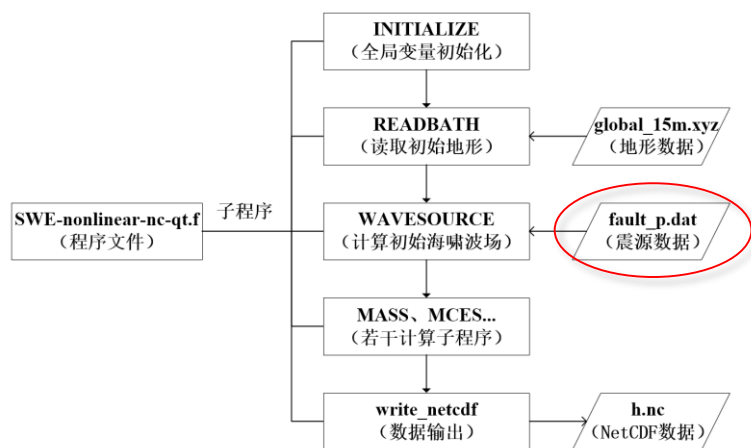 INITIALIZE
（全局变量初始化）
READBATH
（读取初始地形）
global_15m.xyz
（地形数据）
SWE-nonlinear-nc-qt.f
（程序文件）
子程序
WAVESOURCE
（计算初始海啸波场）
fault_p.dat
（震源数据）
MASS、MCES...
（若干计算子程序）
write_netcdf
（数据输出）
h.nc
（NetCDF数据）